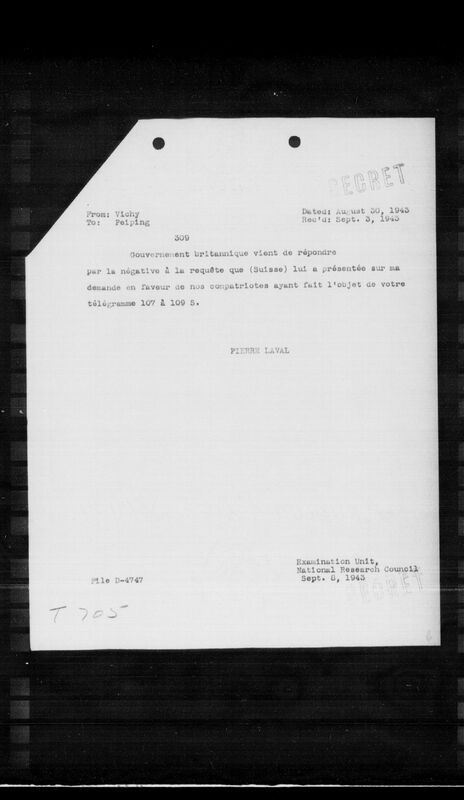 SECRET
From: Vichy Dated: August 30, 1943
To: Peiping Rec'd: Sept. 3, 1943
309
Gouvernement britannique vient de répondre
par la négative à la requête que (Suisse) lui a présentée sur ma
demande en faveur de nos compatriotes ayant fait l'objet de votre
télégramme 107 à 109 S.
PIERRE LAVAL
Examination Unit,
National Research Council
File D-4747 Sept. 8, 1943
SECRET
T 705
6